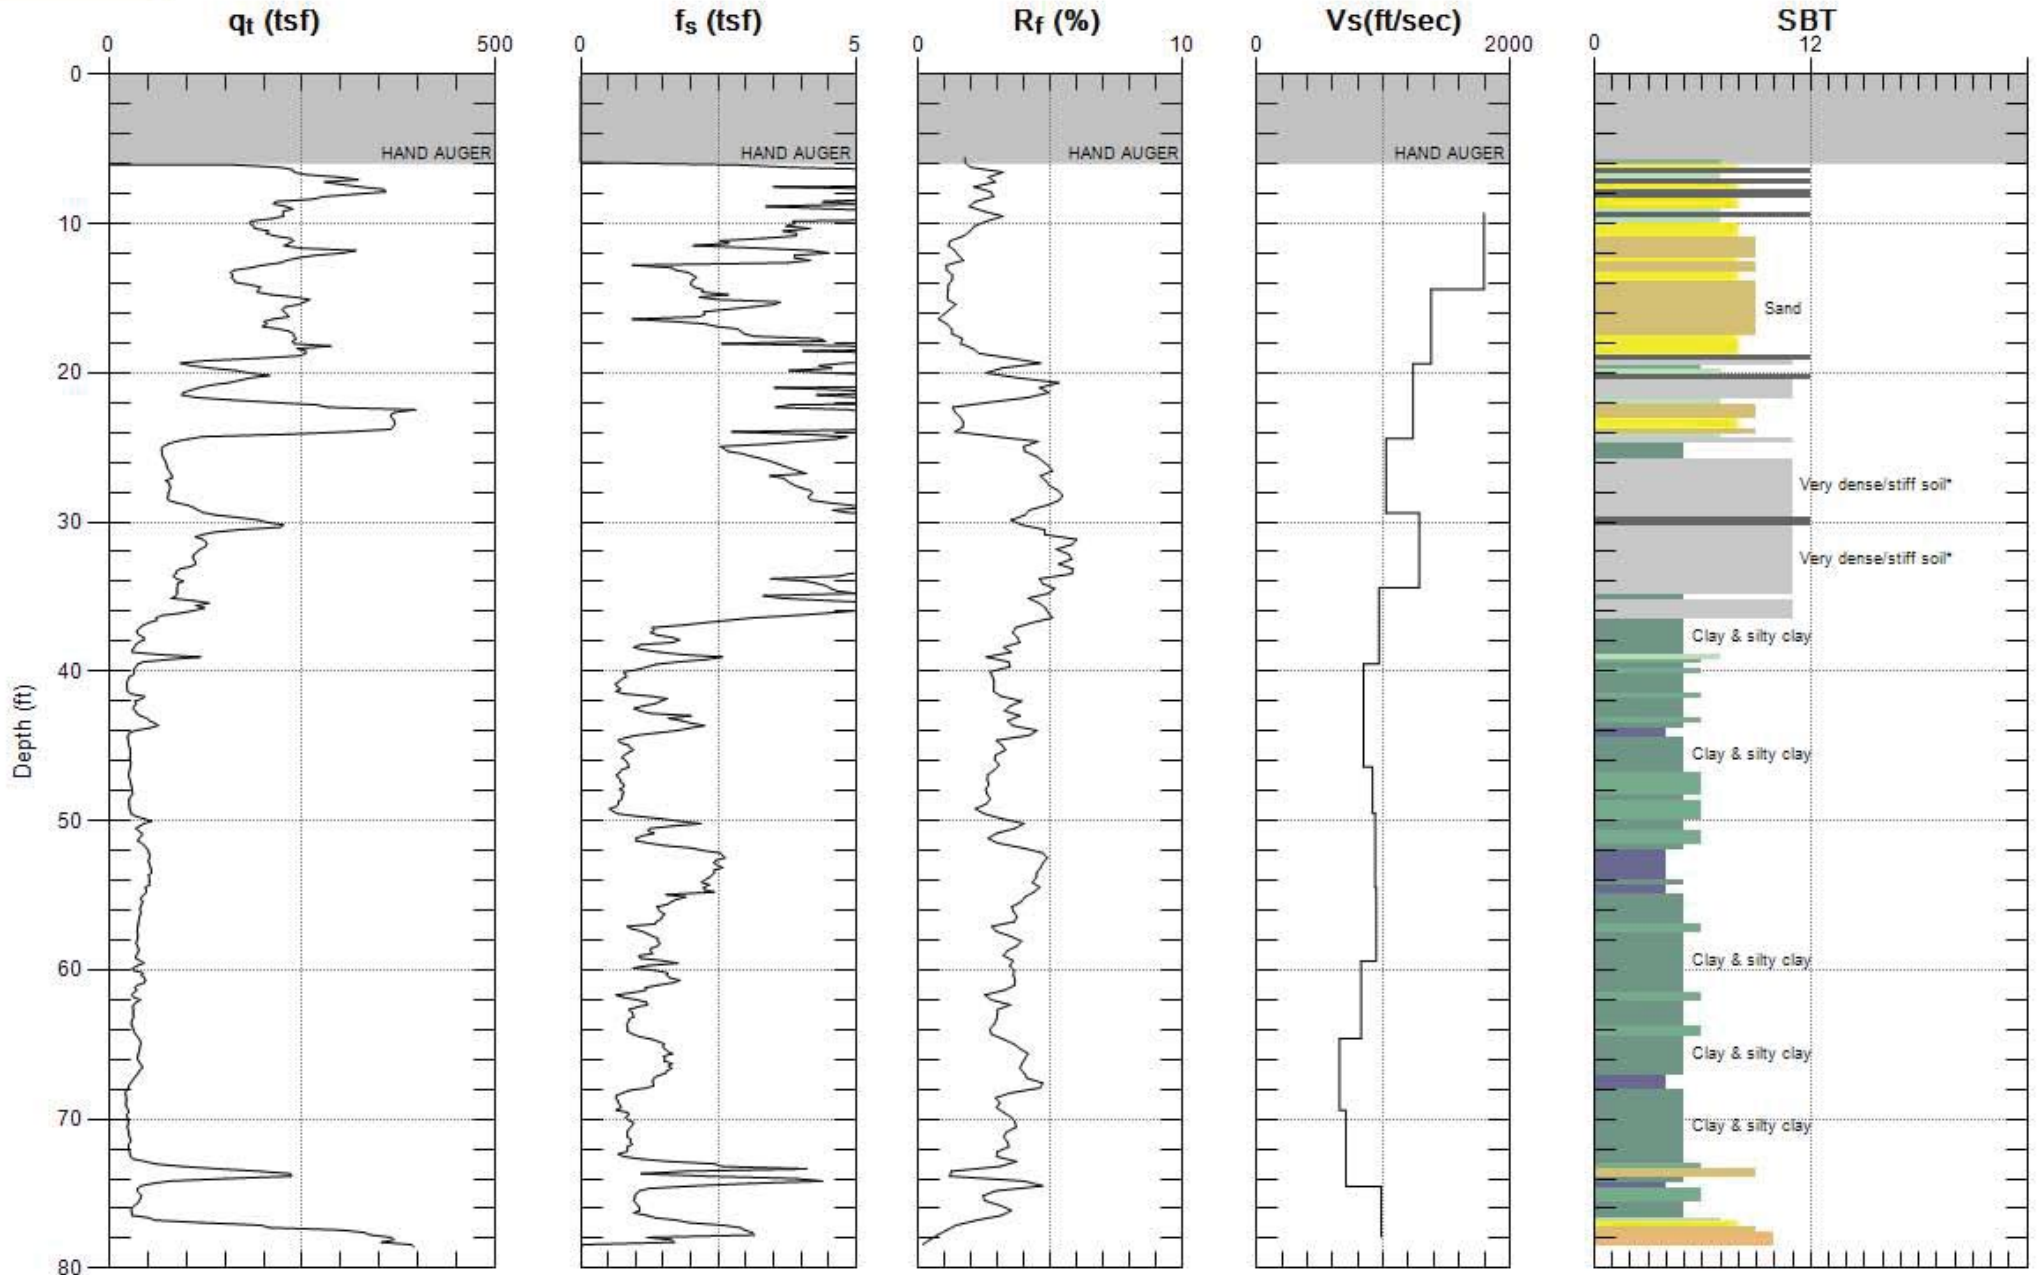 qt (tsf) fs (tsf) Rf (%) Vs(ft/sec) SBT
0 500 0 5 0 10 0 2000 0 12
0
HAND AUGER HAND AUGER HAND AUGER HAND AUGER
10
Sand
20
Very dense/stiff soil*
30
Very dense/stiff soil*
Clay & silty clay
40
Depth (ft)
Clay & silty clay
50
Clay & silty clay
60
Clay & silty clay
70
Clay & silty clay
80